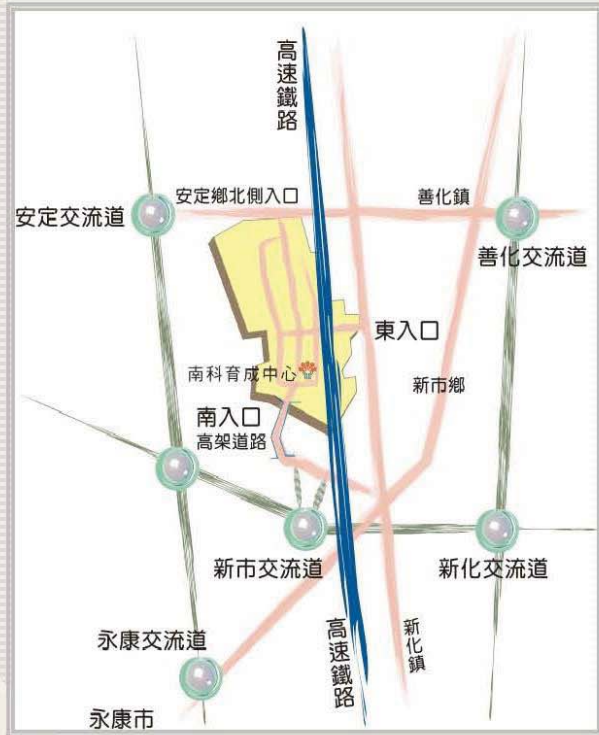 高速鐵路
安定鄉北側入口
善化鎮
安定交流道
善化交流道
東入口
南科育成中心
新市鄉
南入口
高架道路
新市交流道
新化交流道
高速鐵路
新化鎮
永康交流道
永康市